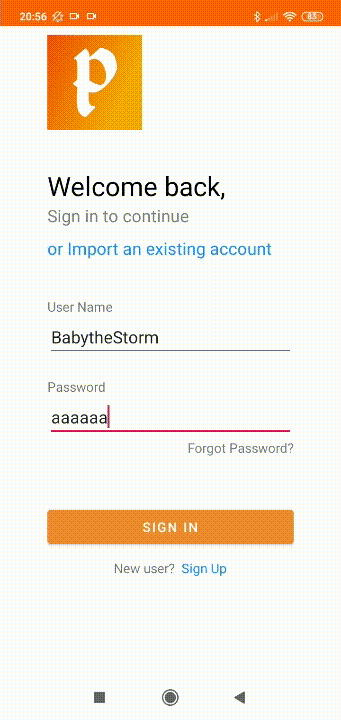 20:56
85
p
Welcome back,
Sign in to continue
or Import an existing account
User Name
BabytheStorm
Password
aaaaaa
Forgot Password?
SIGN IN
New user? Sign Up